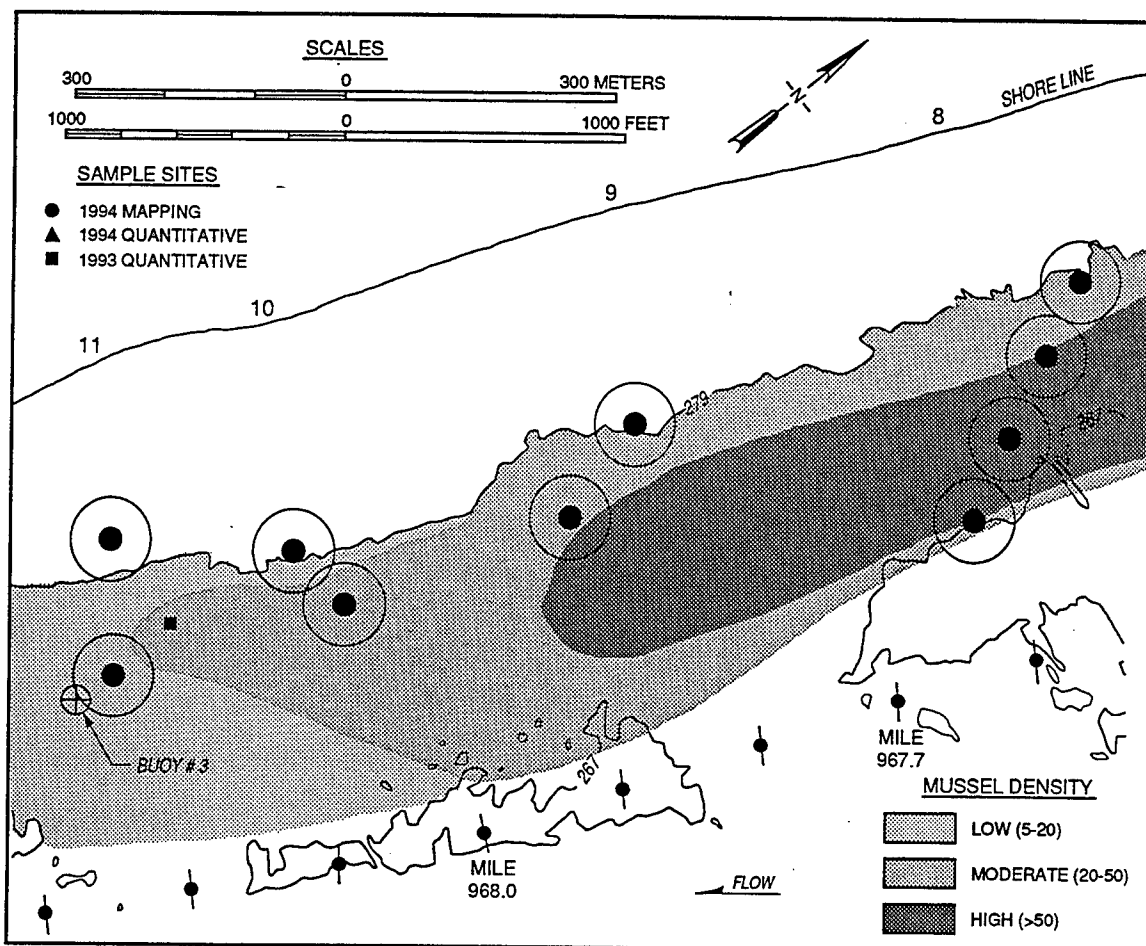 SCALES
300 0 300 METERS
1000 0 1000 FEET
N
SHORE LINE
8
9
10
11
SAMPLE SITES
1994 MAPPING
1994 QUANTITATIVE
1993 QUANTITATIVE
279
267
267
BUOY #3
MILE
967.7
MILE
968.0
FLOW
MUSSEL DENSITY
LOW (5-20)
MODERATE (20-50)
HIGH (>50)